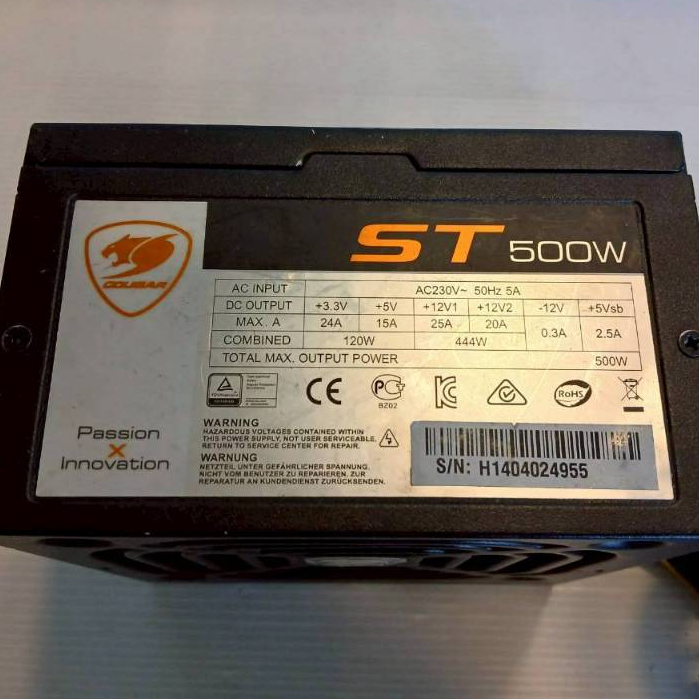 ST 500W
COUGAR
AC INPUT AC230V~ 50Hz 5A
DC OUTPUT +3.3V +5V +12V1 +12V2 -12V +5Vsb
MAX. A 24A 15A 25A 20A 0.3A 2.5A
COMBINED 120W 444W
TOTAL MAX. OUTPUT POWER 500W
CE
BZ02
RoHS
Passion
X
Innovation
WARNING
HAZARDOUS VOLTAGES CONTAINED WITHIN
THIS POWER SUPPLY, NOT USER SERVICEABLE.
RETURN TO SERVICE CENTER FOR REPAIR.
WARNUNG
NETZTEIL UNTER GEFÄHRLICHER SPANNUNG.
NICHT VOM BENUTZER ZU REPARIEREN. ZUR
REPARATUR AN KUNDENDIENST ZURÜCKSENDEN.
S/N: H1404024955